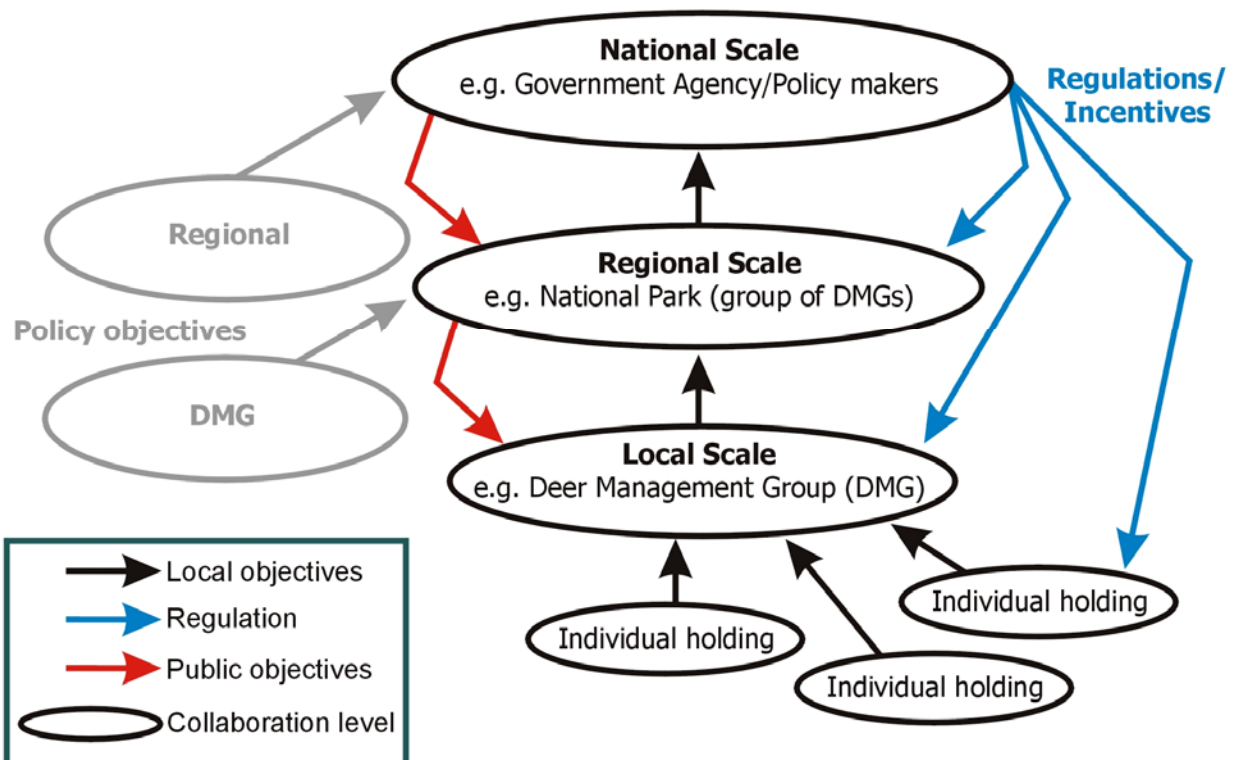 National Scale
e.g. Government Agency/Policy makers
Regulations/
Incentives
Regional
Regional Scale
e.g. National Park (group of DMGs)
Policy objectives
DMG
Local Scale
e.g. Deer Management Group (DMG)
Individual holding
Individual holding
Individual holding
Local objectives
Regulation
Public objectives
Collaboration level